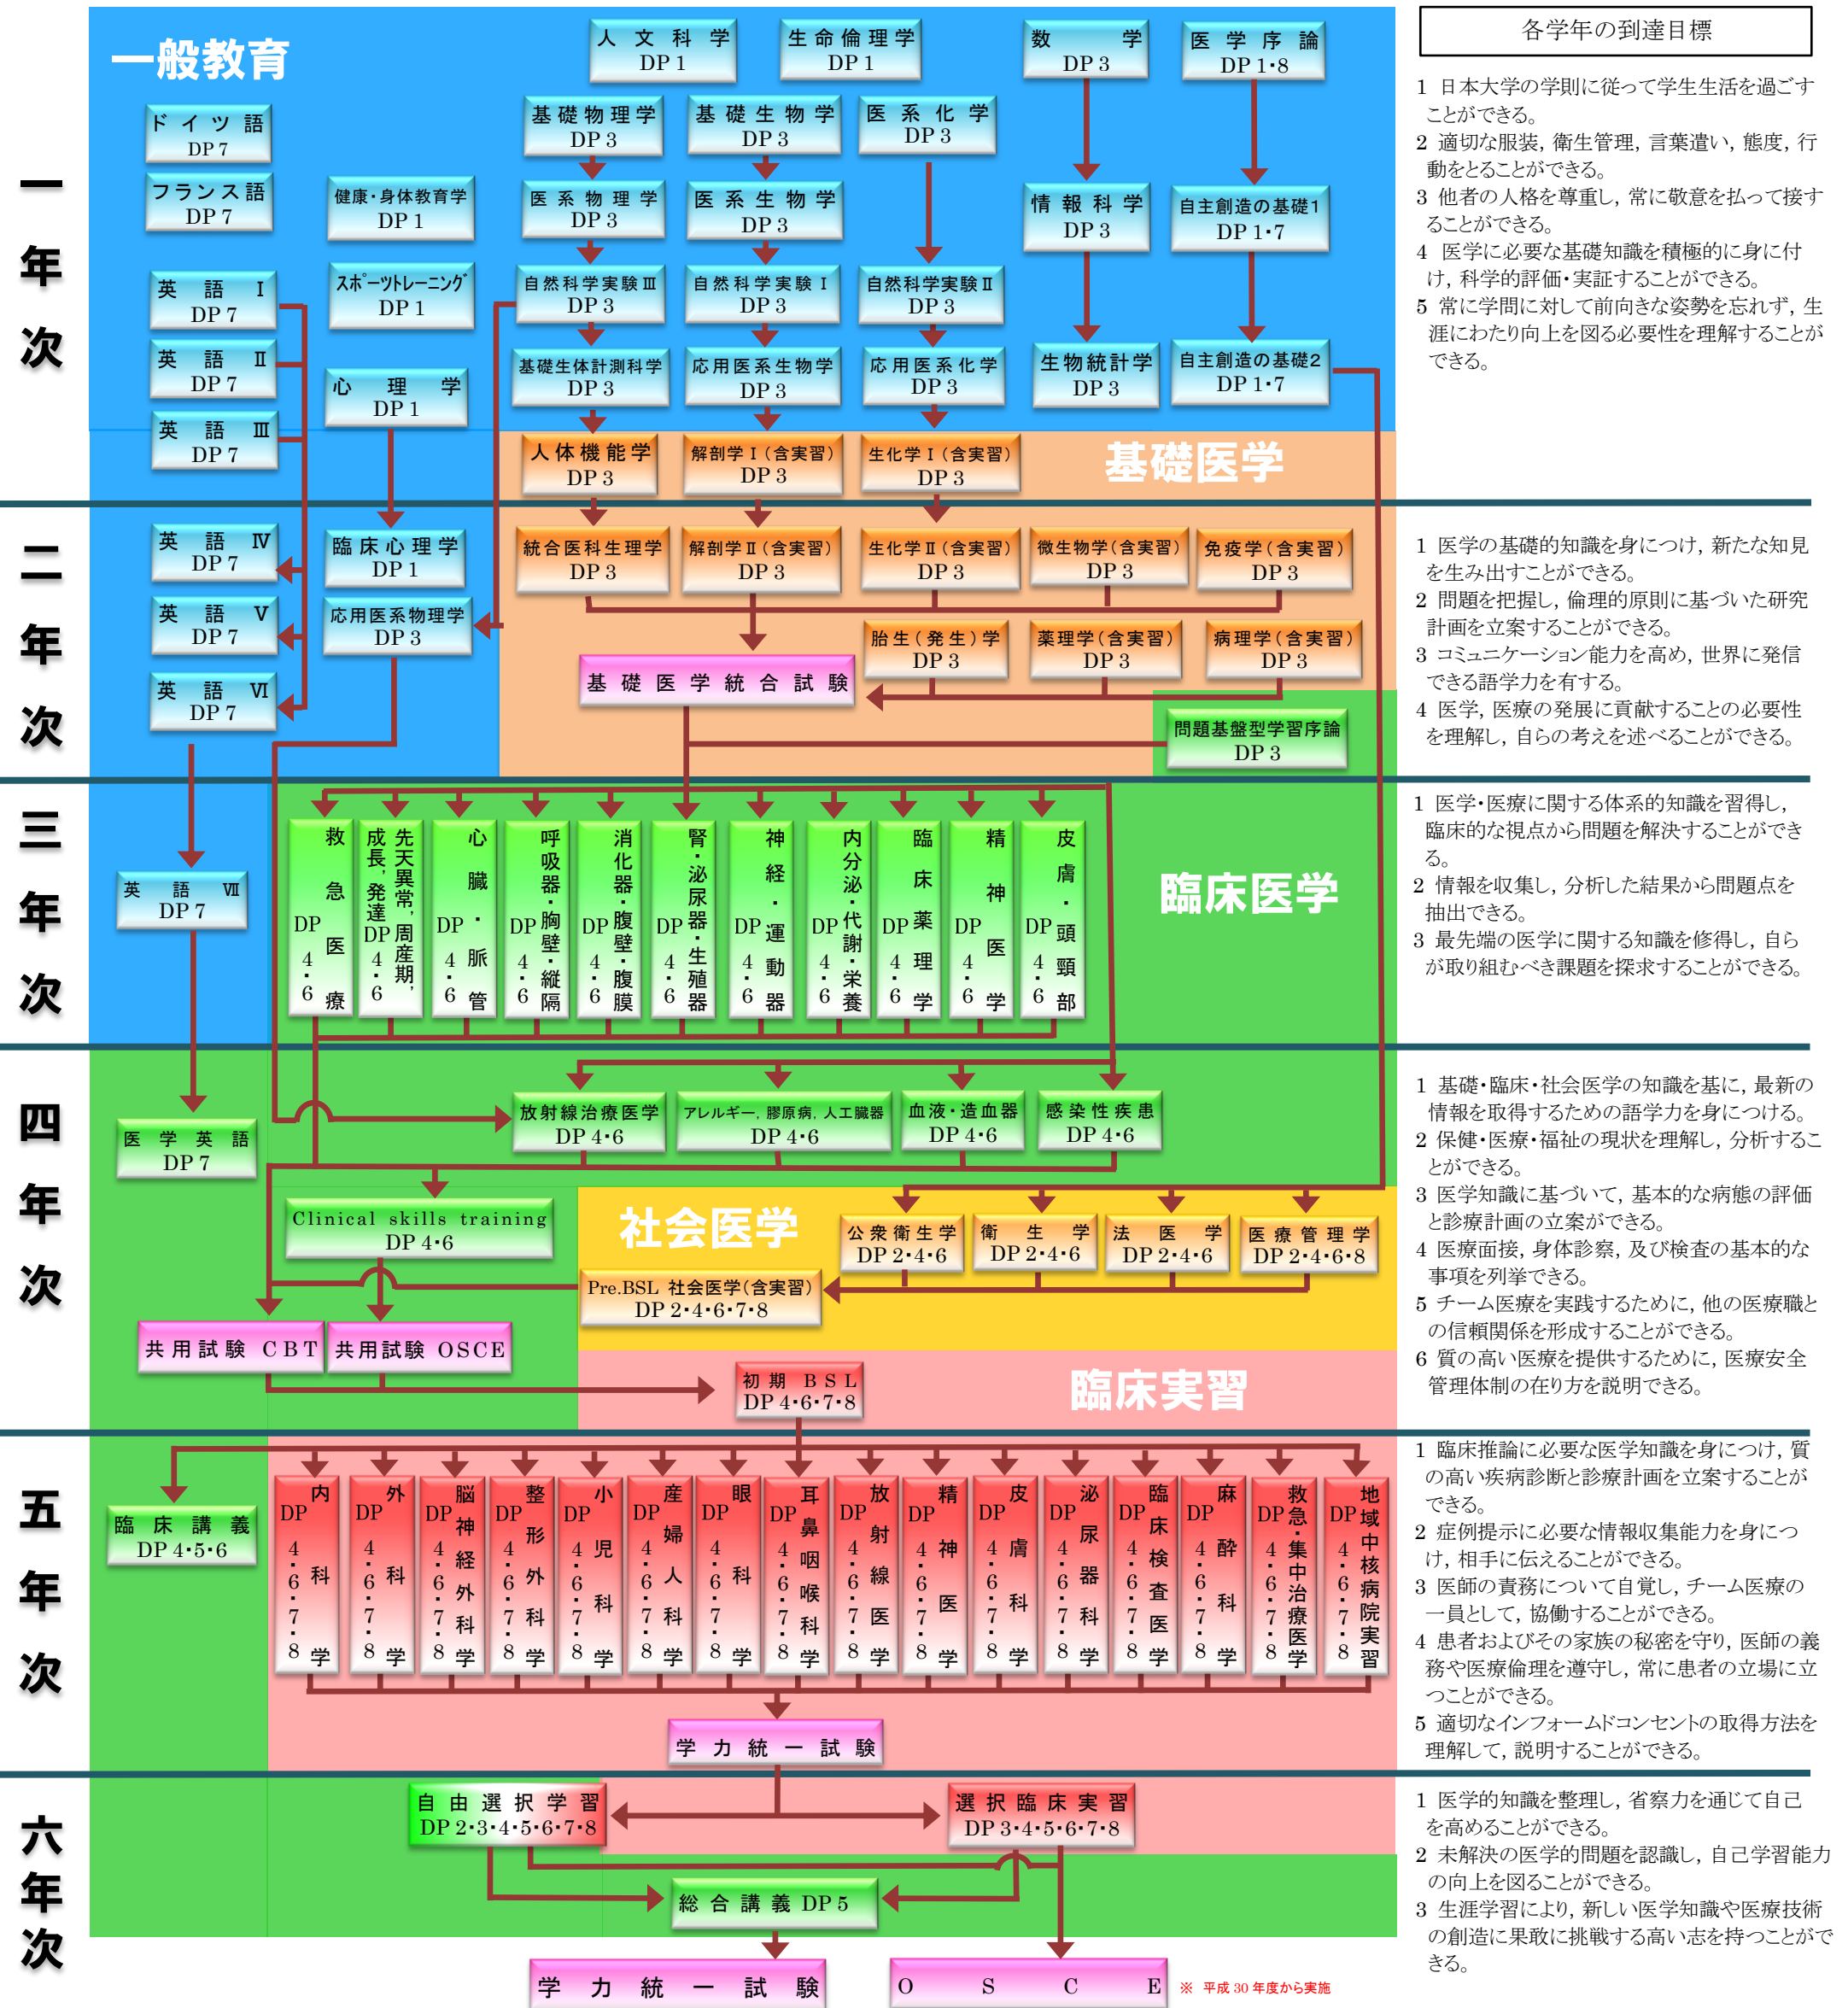 各学年の到達目標
一般教育
一年次
人文科学
DP 1
生命倫理学
DP 1
数学
DP 3
医学序論
DP 1・8
ドイツ語
DP 7
基礎物理学
DP 3
基礎生物学
DP 3
医系化学
DP 3
フランス語
DP 7
健康・身体教育学
DP 1
医系物理学
DP 3
医系生物学
DP 3
情報科学
DP 3
自主創造の基礎1
DP 1・7
英語 Ⅰ
DP 7
スポーツトレーニング
DP 1
自然科学実験Ⅲ
DP 3
自然科学実験Ⅰ
DP 3
自然科学実験Ⅱ
DP 3
英語 Ⅱ
DP 7
心理学
DP 1
基礎生体計測科学
DP 3
応用医系生物学
DP 3
応用医系化学
DP 3
生物統計学
DP 3
自主創造の基礎2
DP 1・7
英語 Ⅲ
DP 7
人体機能学
DP 3
解剖学Ⅰ(含実習)
DP 3
生化学Ⅰ(含実習)
DP 3
基礎医学
1 日本大学の学則に従って学生生活を過ごす
ことができる。
2 適切な服装, 衛生管理, 言葉遣い, 態度, 行
動をとることができる。
3 他者の人格を尊重し, 常に敬意を払って接す
ることができる。
4 医学に必要な基礎知識を積極的に身に付
け, 科学的評価・実証することができる。
5 常に学問に対して前向きな姿勢を忘れず, 生
涯にわたり向上を図る必要性を理解することが
できる。
二年次
英語 Ⅳ
DP 7
臨床心理学
DP 1
統合医科生理学
DP 3
解剖学Ⅱ(含実習)
DP 3
生化学Ⅱ(含実習)
DP 3
微生物学(含実習)
DP 3
免疫学(含実習)
DP 3
英語 Ⅴ
DP 7
応用医系物理学
DP 3
胎生(発生)学
DP 3
薬理学(含実習)
DP 3
病理学(含実習)
DP 3
英語 Ⅵ
DP 7
基礎医学統合試験
問題基盤型学習序論
DP 3
1 医学の基礎的知識を身につけ, 新たな知見
を生み出すことができる。
2 問題を把握し, 倫理的原則に基づいた研究
計画を立案することができる。
3 コミュニケーション能力を高め, 世界に発信
できる語学力を有する。
4 医学, 医療の発展に貢献することの必要性
を理解し, 自らの考えを述べることができる。
三年次
英語 Ⅶ
DP 7
救急医療
DP 4・6
先天異常, 周産期,
成長, 発達 DP 4・6
心臓・脈管
DP 4・6
呼吸器・胸壁・縦隔
DP 4・6
消化器・腹壁・腹膜
DP 4・6
腎・泌尿器・生殖器
DP 4・6
神経・運動器
DP 4・6
内分泌・代謝・栄養
DP 4・6
臨床薬理学
DP 4・6
精神医学
DP 4・6
皮膚・頭頸部
DP 4・6
臨床医学
1 医学・医療に関する体系的知識を習得し,
臨床的な視点から問題を解決することができ
る。
2 情報を収集し, 分析した結果から問題点を
抽出できる。
3 最先端の医学に関する知識を修得し, 自ら
が取り組むべき課題を探求することができる。
四年次
医学英語
DP 7
放射線治療医学
DP 4・6
アレルギー, 膠原病, 人工臓器
DP 4・6
血液・造血器
DP 4・6
感染性疾患
DP 4・6
Clinical skills training
DP 4・6
社会医学
公衆衛生学
DP 2・4・6
衛生学
DP 2・4・6
法医学
DP 2・4・6
医療管理学
DP 2・4・6・8
Pre.BSL 社会医学(含実習)
DP 2・4・6・7・8
共用試験 CBT
共用試験 OSCE
初期 BSL
DP 4・6・7・8
臨床実習
1 基礎・臨床・社会医学の知識を基に, 最新の
情報を取得するための語学力を身につける。
2 保健・医療・福祉の現状を理解し, 分析するこ
とができる。
3 医学知識に基づいて, 基本的な病態の評価
と診療計画の立案ができる。
4 医療面接, 身体診察, 及び検査の基本的な
事項を列挙できる。
5 チーム医療を実践するために, 他の医療職と
の信頼関係を形成することができる。
6 質の高い医療を提供するために, 医療安全
管理体制の在り方を説明できる。
五年次
臨床講義
DP 4・5・6
内科学
DP 4・6・7・8
外科学
DP 4・6・7・8
脳神経外科学
DP 4・6・7・8
整形外科学
DP 4・6・7・8
小児科学
DP 4・6・7・8
産婦人科学
DP 4・6・7・8
眼科学
DP 4・6・7・8
耳鼻咽喉科学
DP 4・6・7・8
放射線医学
DP 4・6・7・8
精神医学
DP 4・6・7・8
皮膚科学
DP 4・6・7・8
泌尿器科学
DP 4・6・7・8
臨床検査医学
DP 4・6・7・8
麻酔科学
DP 4・6・7・8
救急・集中治療医学
DP 4・6・7・8
地域中核病院実習
DP 4・6・7・8
学力統一試験
1 臨床推論に必要な医学知識を身につけ, 質
の高い疾病診断と診療計画を立案することが
できる。
2 症例提示に必要な情報収集能力を身につ
け, 相手に伝えることができる。
3 医師の責務について自覚し, チーム医療の
一員として, 協働することができる。
4 患者およびその家族の秘密を守り, 医師の義
務や医療倫理を遵守し, 常に患者の立場に立
つことができる。
5 適切なインフォームドコンセントの取得方法を
理解して, 説明することができる。
六年次
自由選択学習
DP 2・3・4・5・6・7・8
選択臨床実習
DP 3・4・5・6・7・8
総合講義 DP 5
学力統一試験
OSCE
※ 平成 30 年度から実施
1 医学的知識を整理し, 省察力を通じて自己
を高めることができる。
2 未解決の医学的問題を認識し, 自己学習能力
の向上を図ることができる。
3 生涯学習により, 新しい医学知識や医療技術
の創造に果敢に挑戦する高い志を持つことがで
きる。